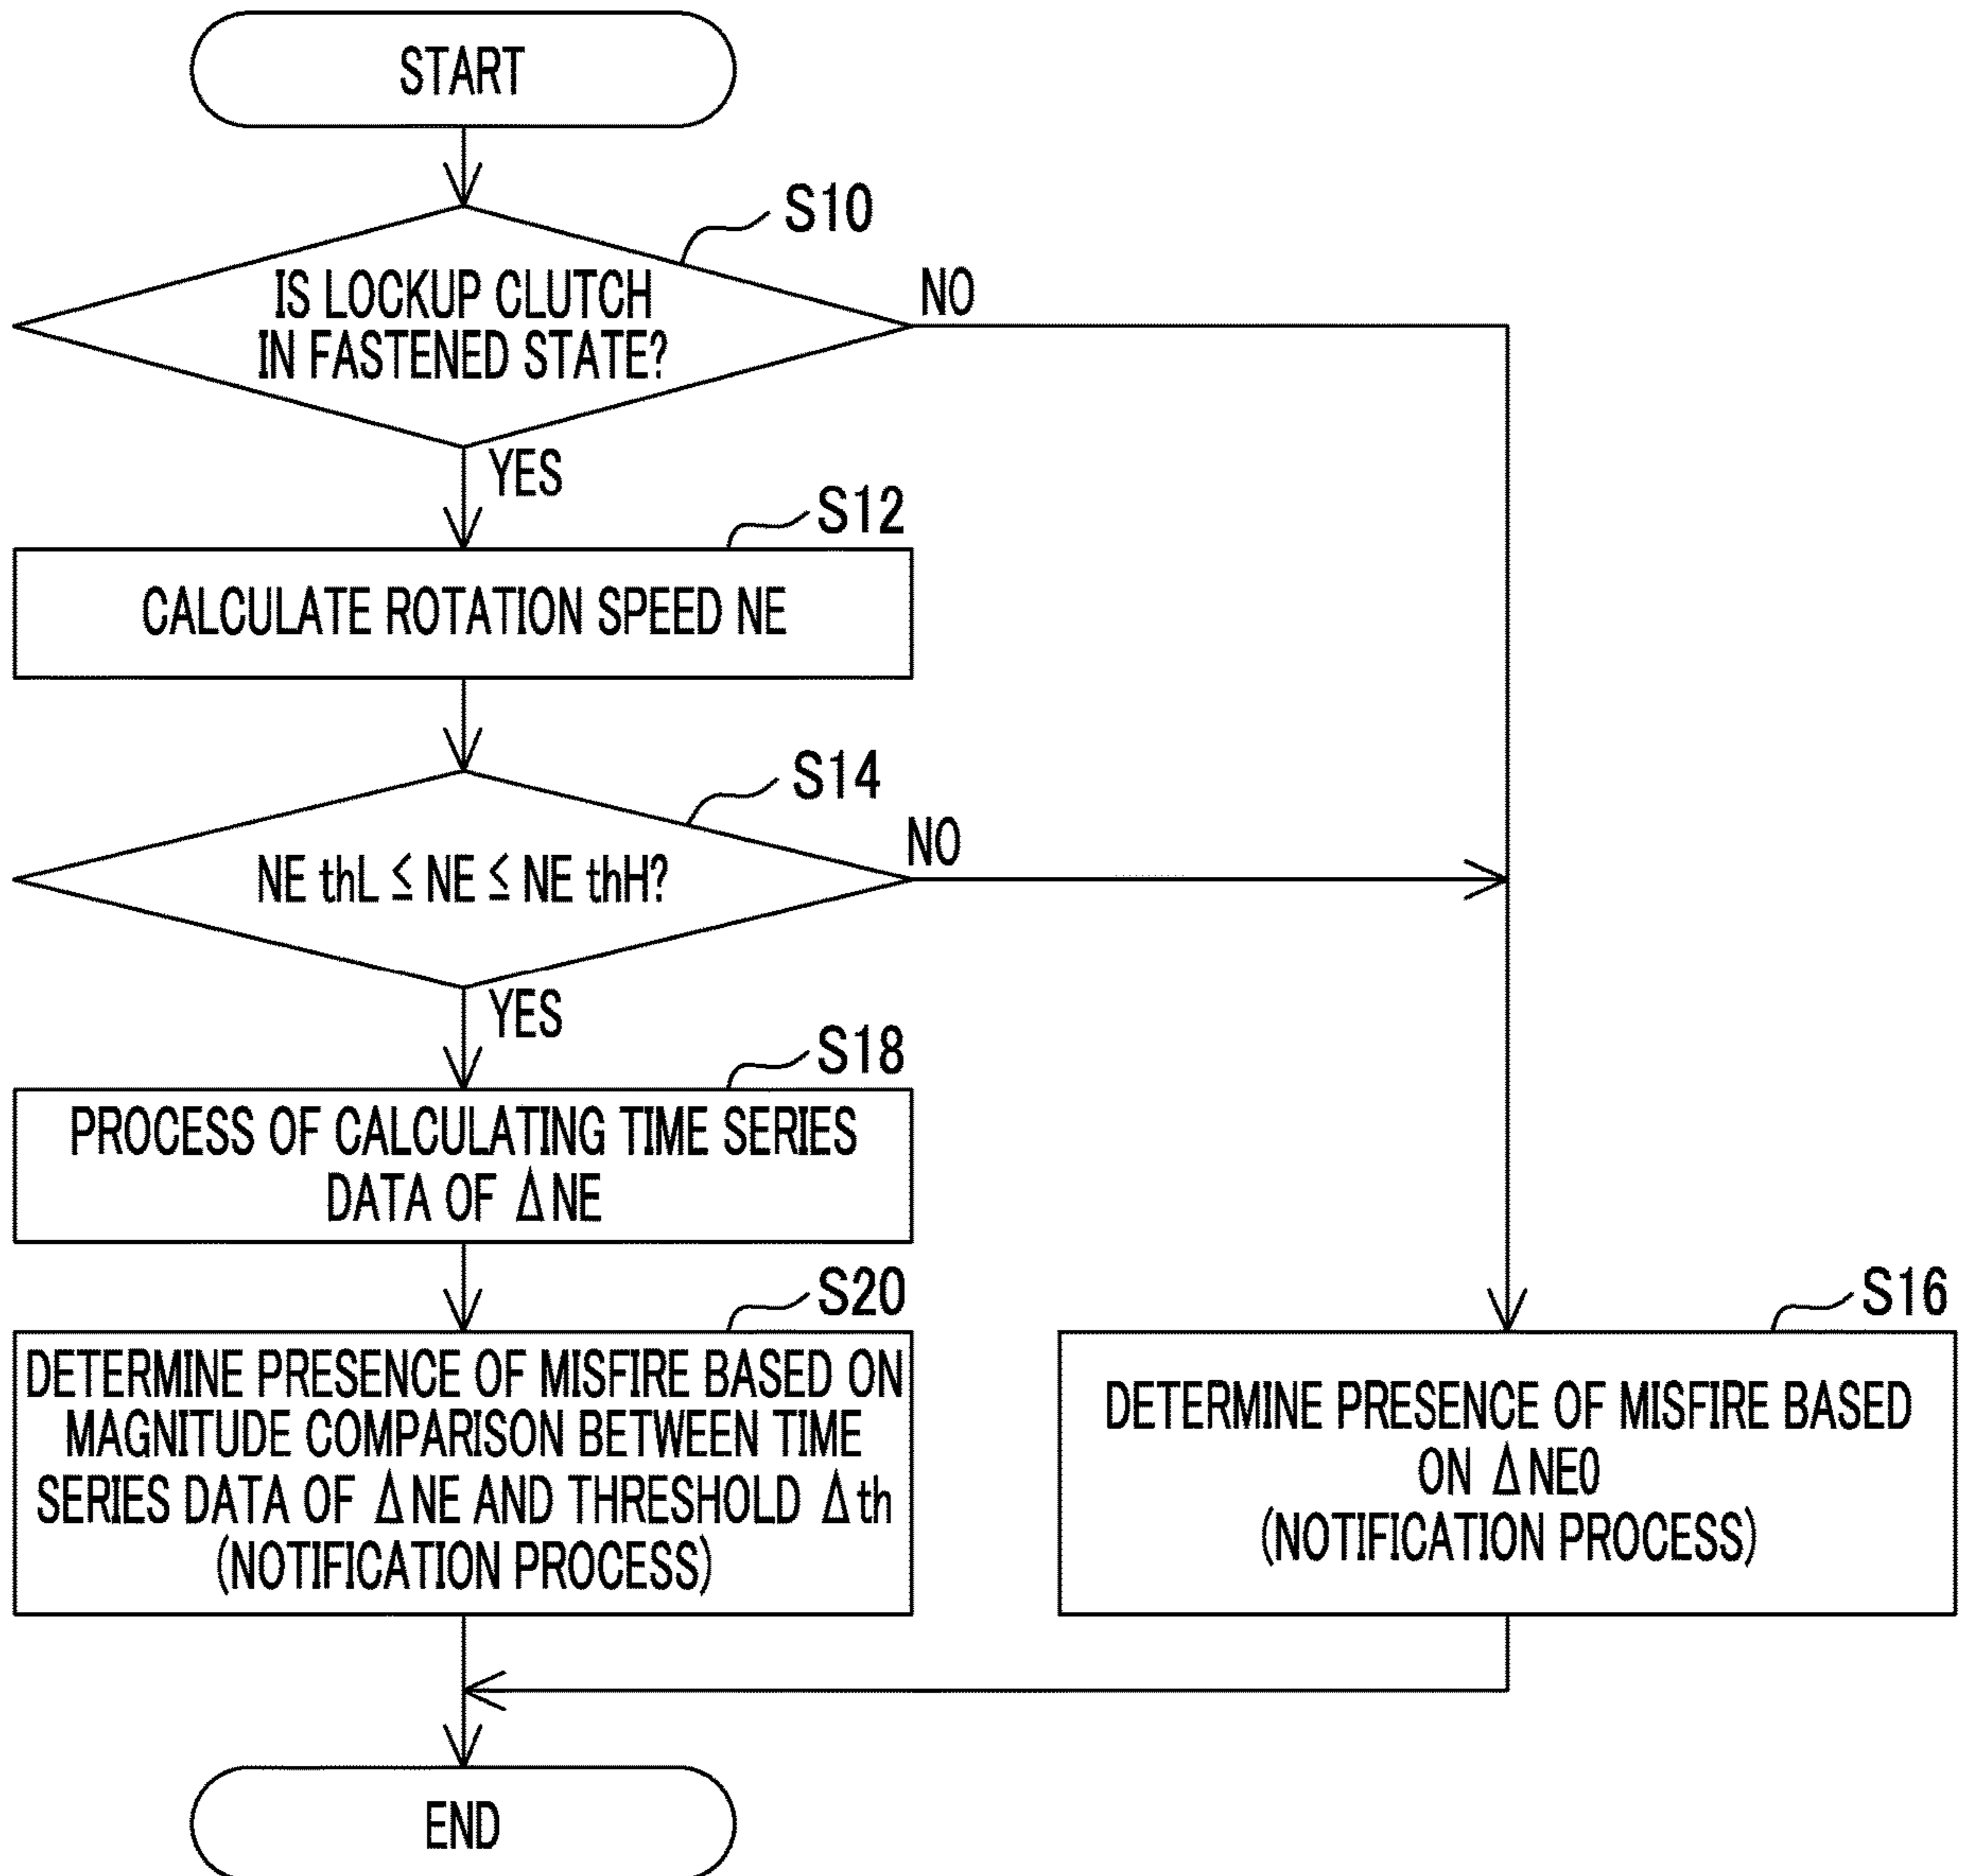 START
S10
IS LOCKUP CLUTCH
IN FASTENED STATE?
NO
YES
S12
CALCULATE ROTATION SPEED NE
S14
NE thL ≦ NE ≦ NE thH?
NO
YES
S18
PROCESS OF CALCULATING TIME SERIES
DATA OF ΔNE
S20
DETERMINE PRESENCE OF MISFIRE BASED ON
MAGNITUDE COMPARISON BETWEEN TIME
SERIES DATA OF ΔNE AND THRESHOLD Δth
(NOTIFICATION PROCESS)
S16
DETERMINE PRESENCE OF MISFIRE BASED
ON ΔNE0
(NOTIFICATION PROCESS)
END